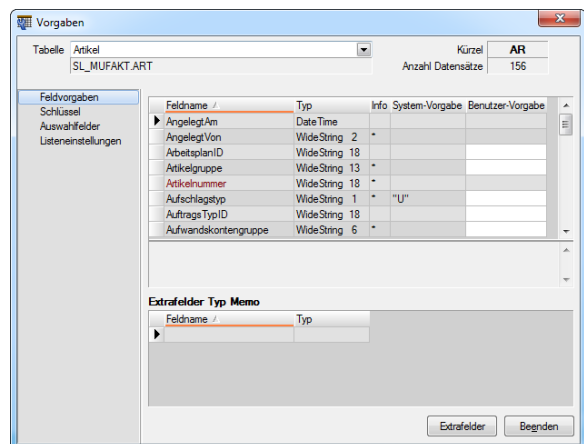 Vorgaben
Tabelle Artikel Kürzel AR
SL_MUFAKT.ART Anzahl Datensätze 156
Feldvorgaben
Schlüssel
Auswahlfelder
Listeneinstellungen
Feldname Typ Info System-Vorgabe Benutzer-Vorgabe
AngelegtAm DateTime
AngelegtVon WideString 2 *
ArbeitsplanID WideString 18
Artikelgruppe WideString 13 *
Artikelnummer WideString 18 *
Aufschlagstyp WideString 1 * "U"
AuftragsTypID WideString 18
Aufwandskontengruppe WideString 6 *
Extrafelder Typ Memo
Feldname Typ
Extrafelder Beenden